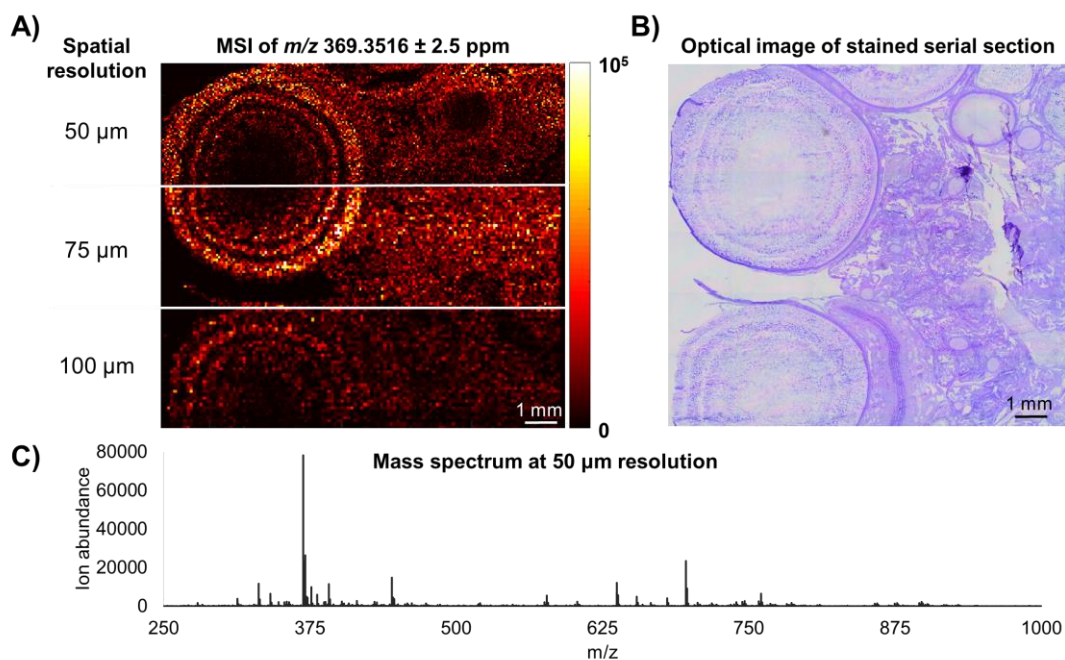 A)
Spatial
resolution
MSI of m/z 369.3516 ± 2.5 ppm
10⁵
50 µm
75 µm
100 µm
1 mm
0
B)
Optical image of stained serial section
1 mm
C)
Mass spectrum at 50 µm resolution
Ion abundance
80000
60000
40000
20000
0
250 375 500 625 750 875 1000
m/z